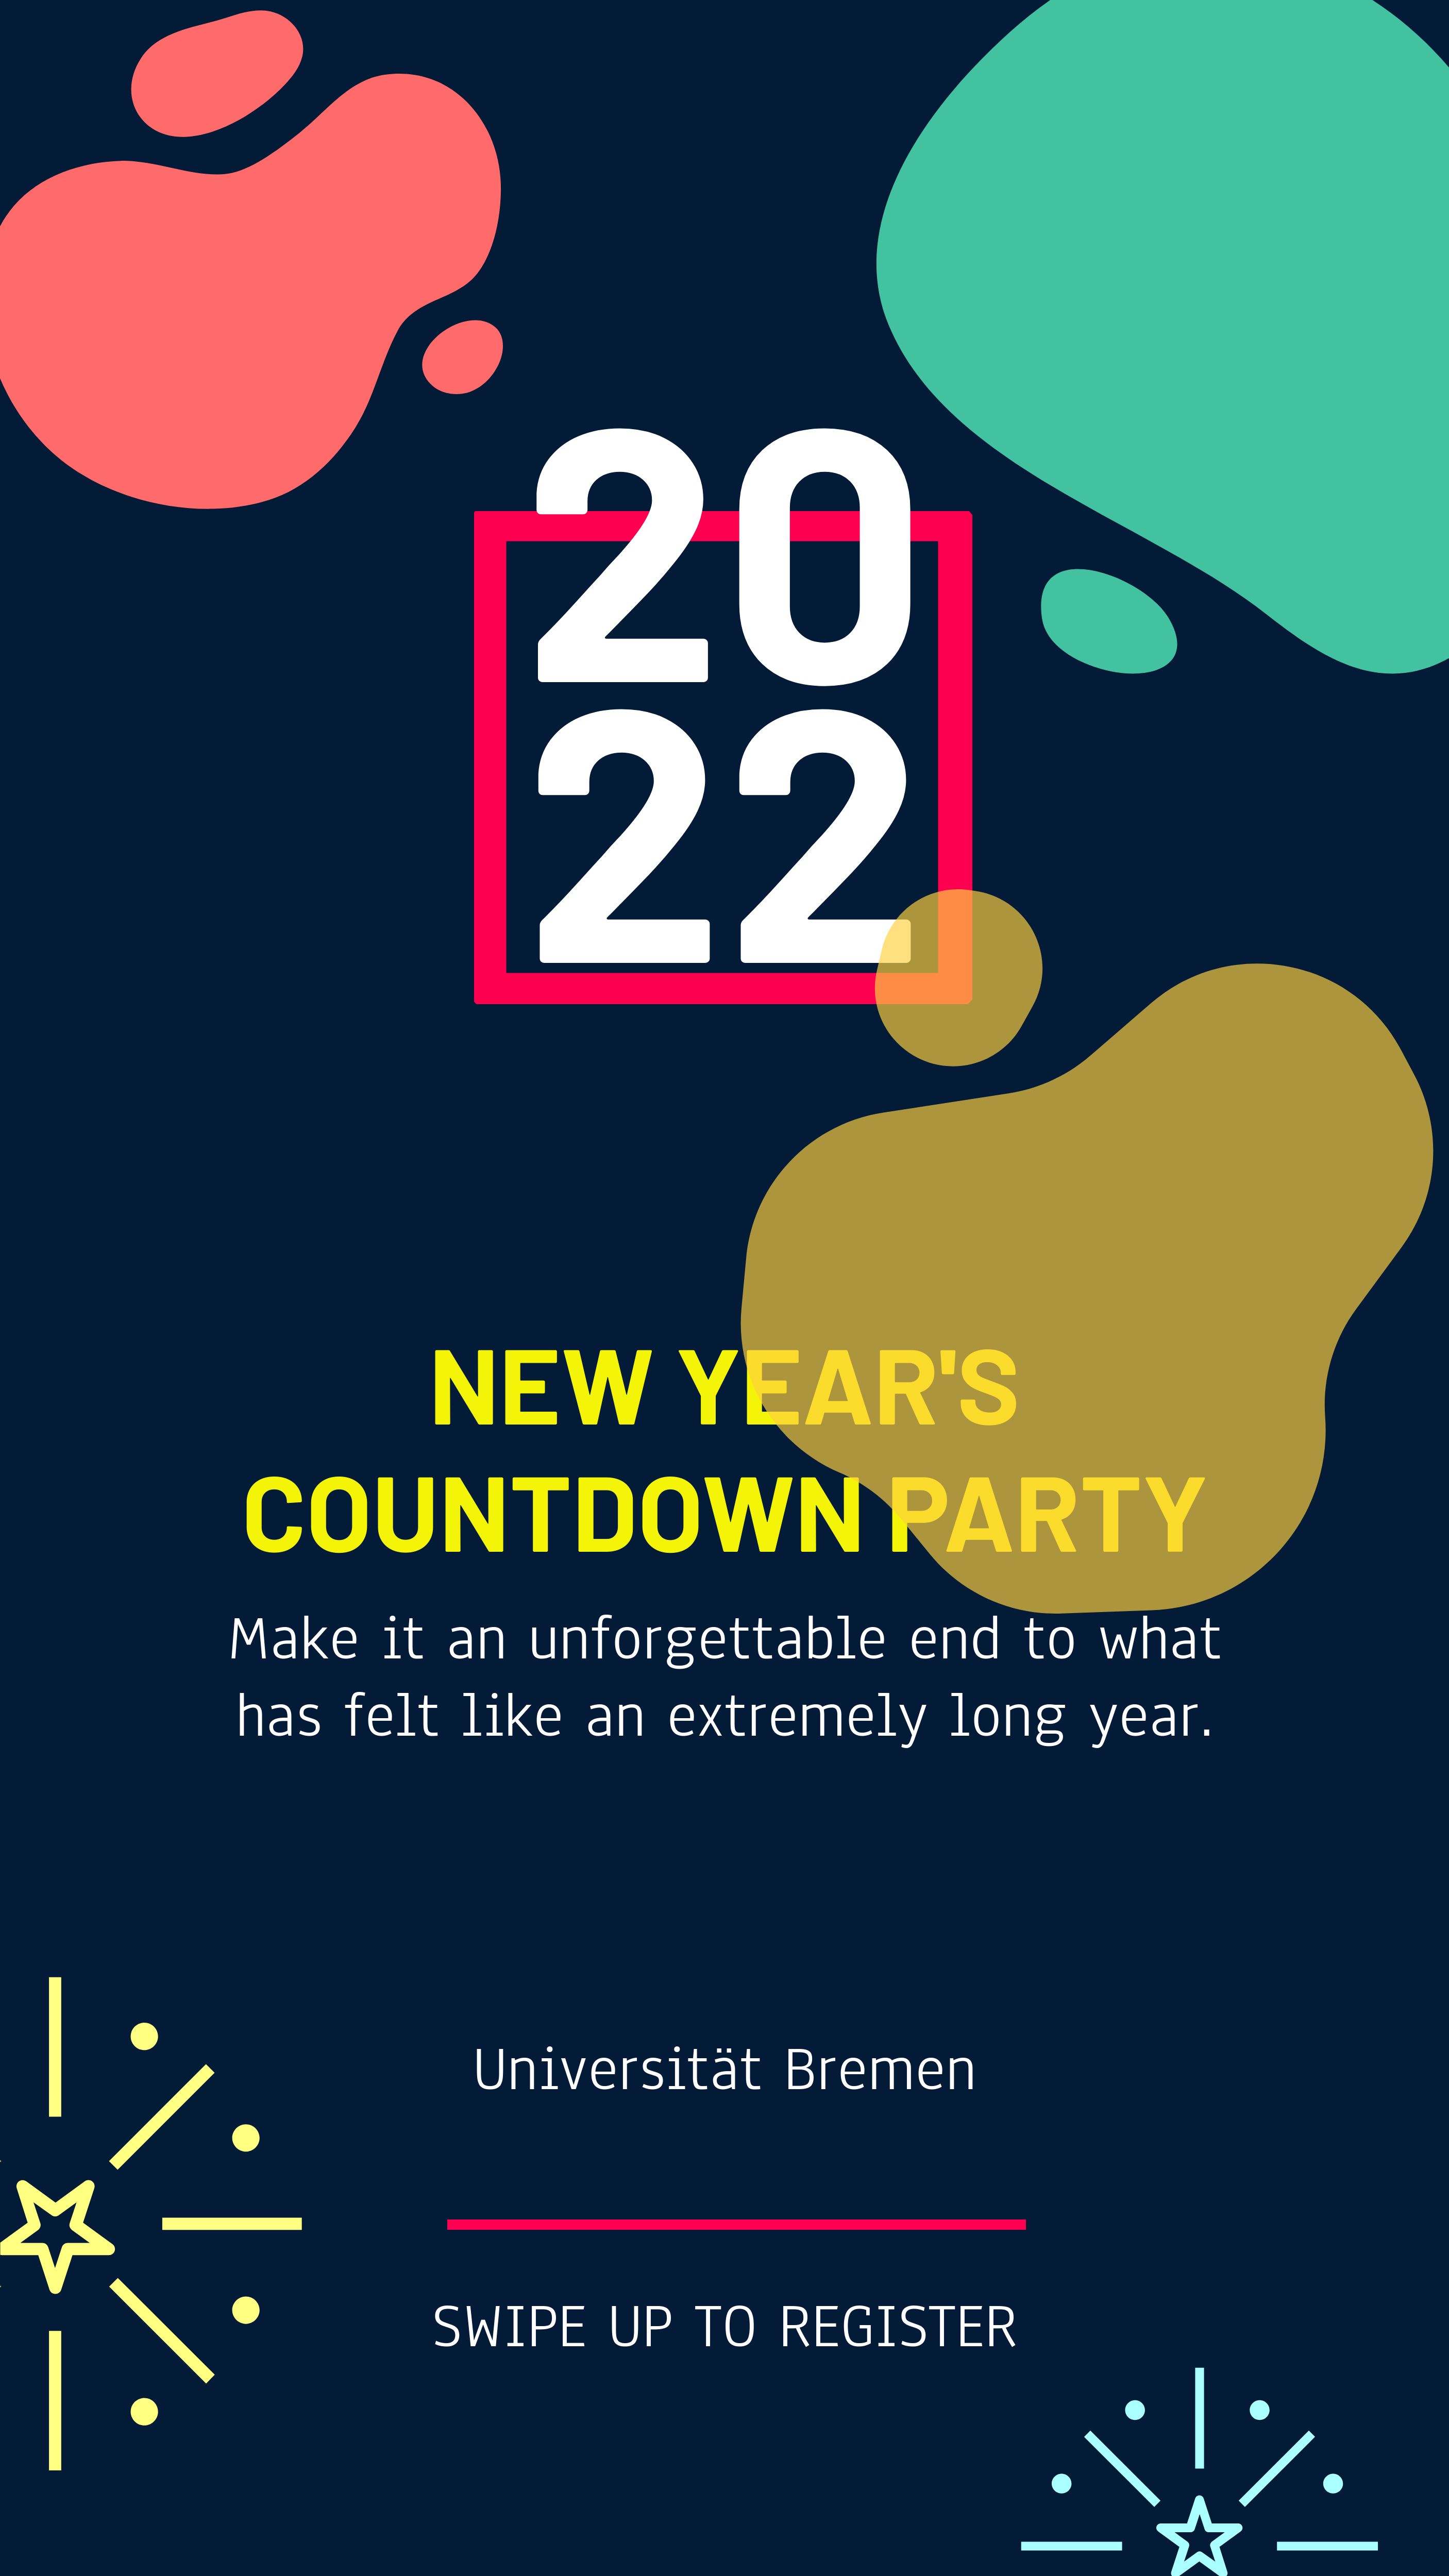 20
22
NEW YEAR'S
COUNTDOWN PARTY
Make it an unforgettable end to what
has felt like an extremely long year.
Universität Bremen
SWIPE UP TO REGISTER